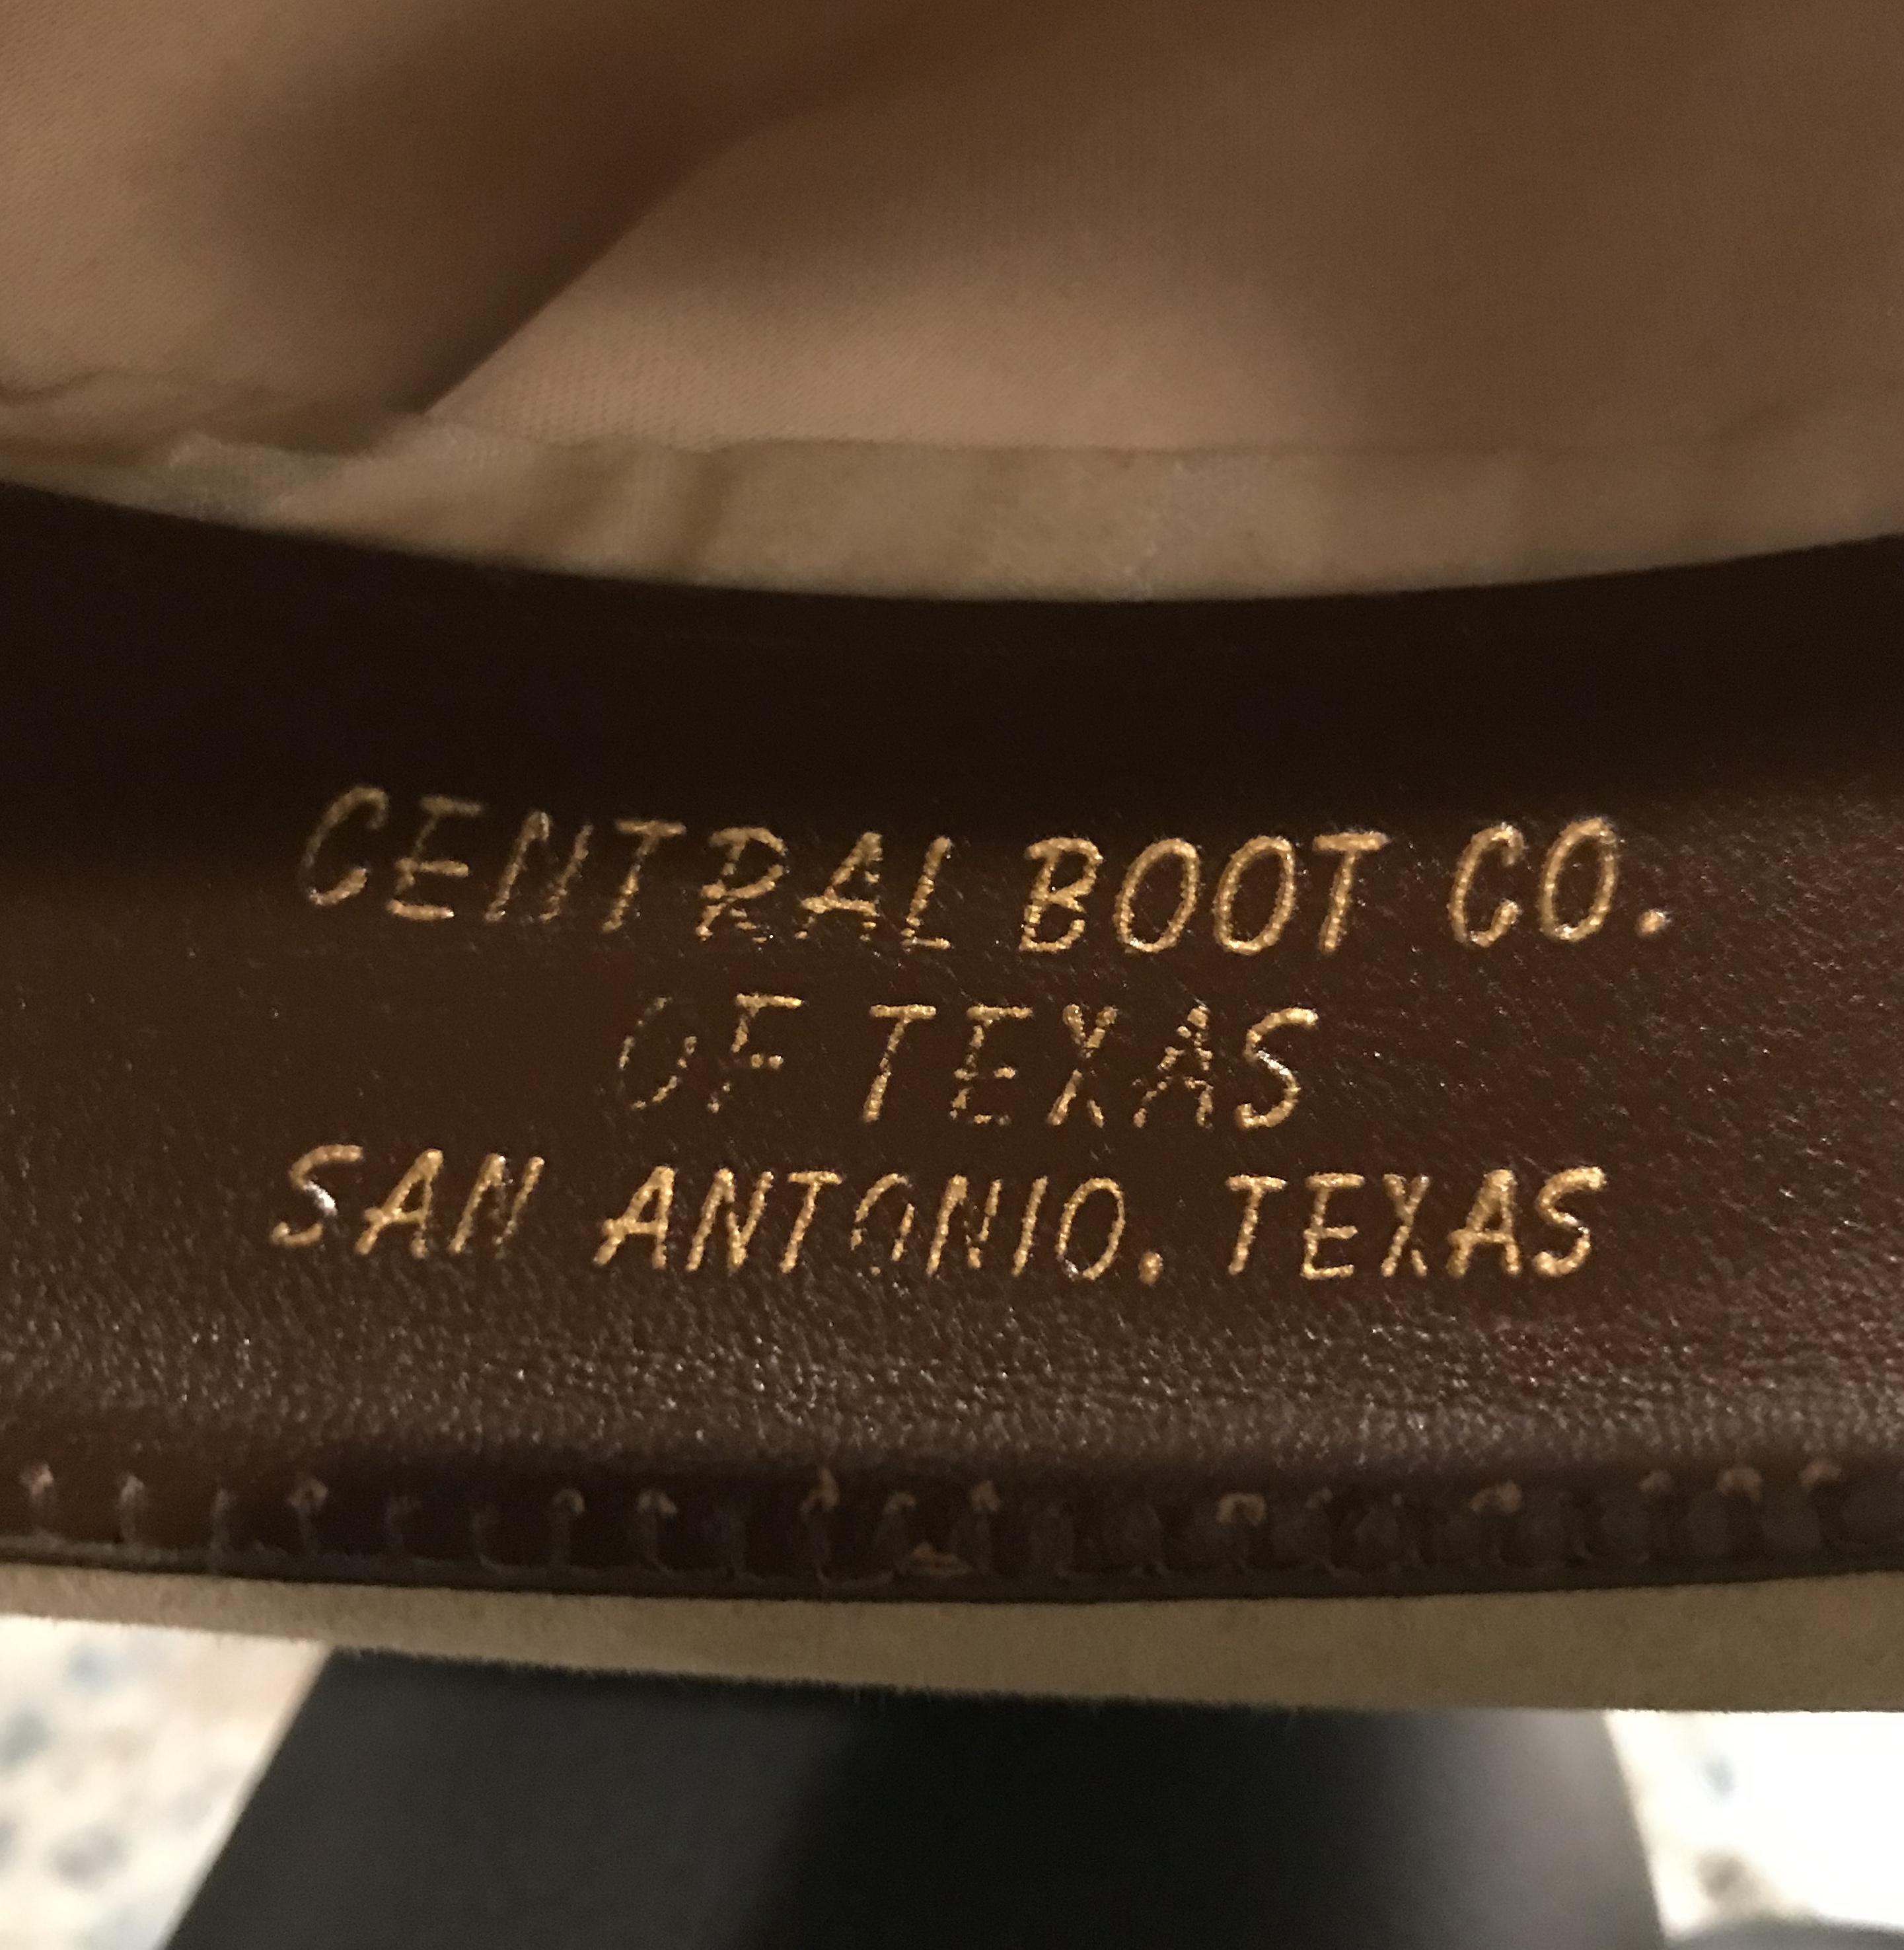 CENTRAL BOOT CO.
OF TEXAS
SAN ANTONIO. TEXAS